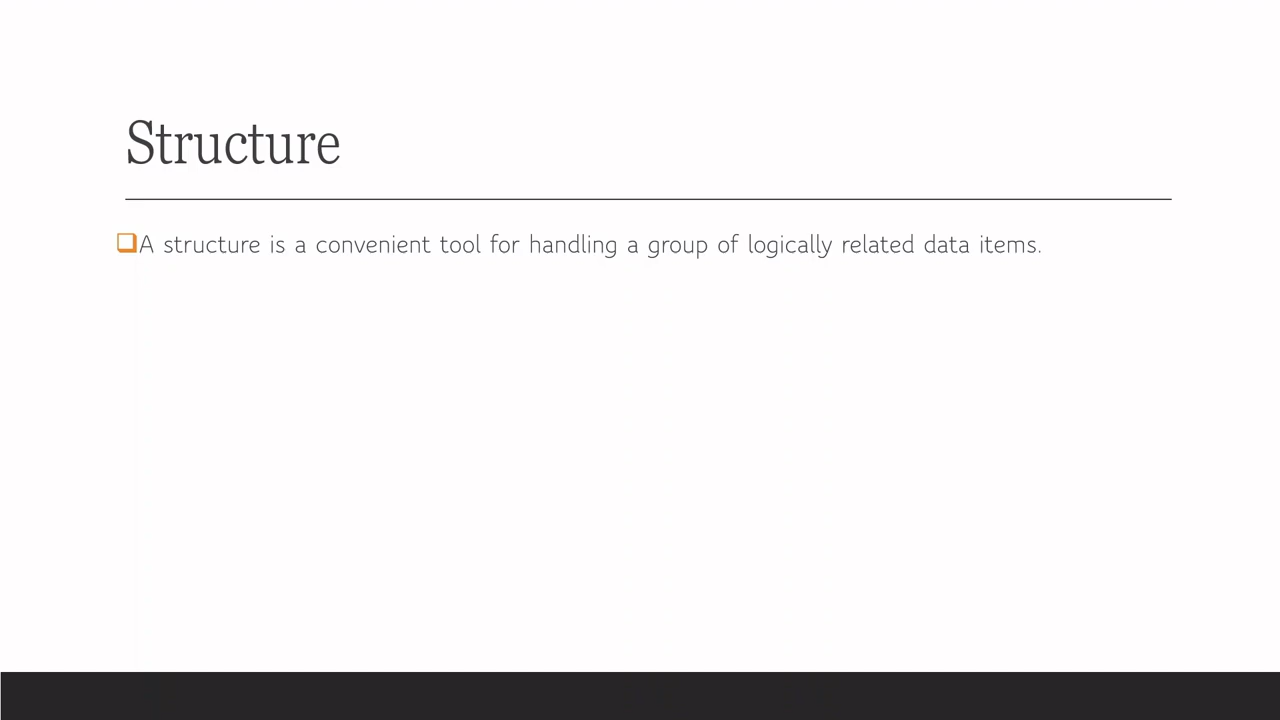 Structure
A structure is a convenient tool for handling a group of logically related data items.